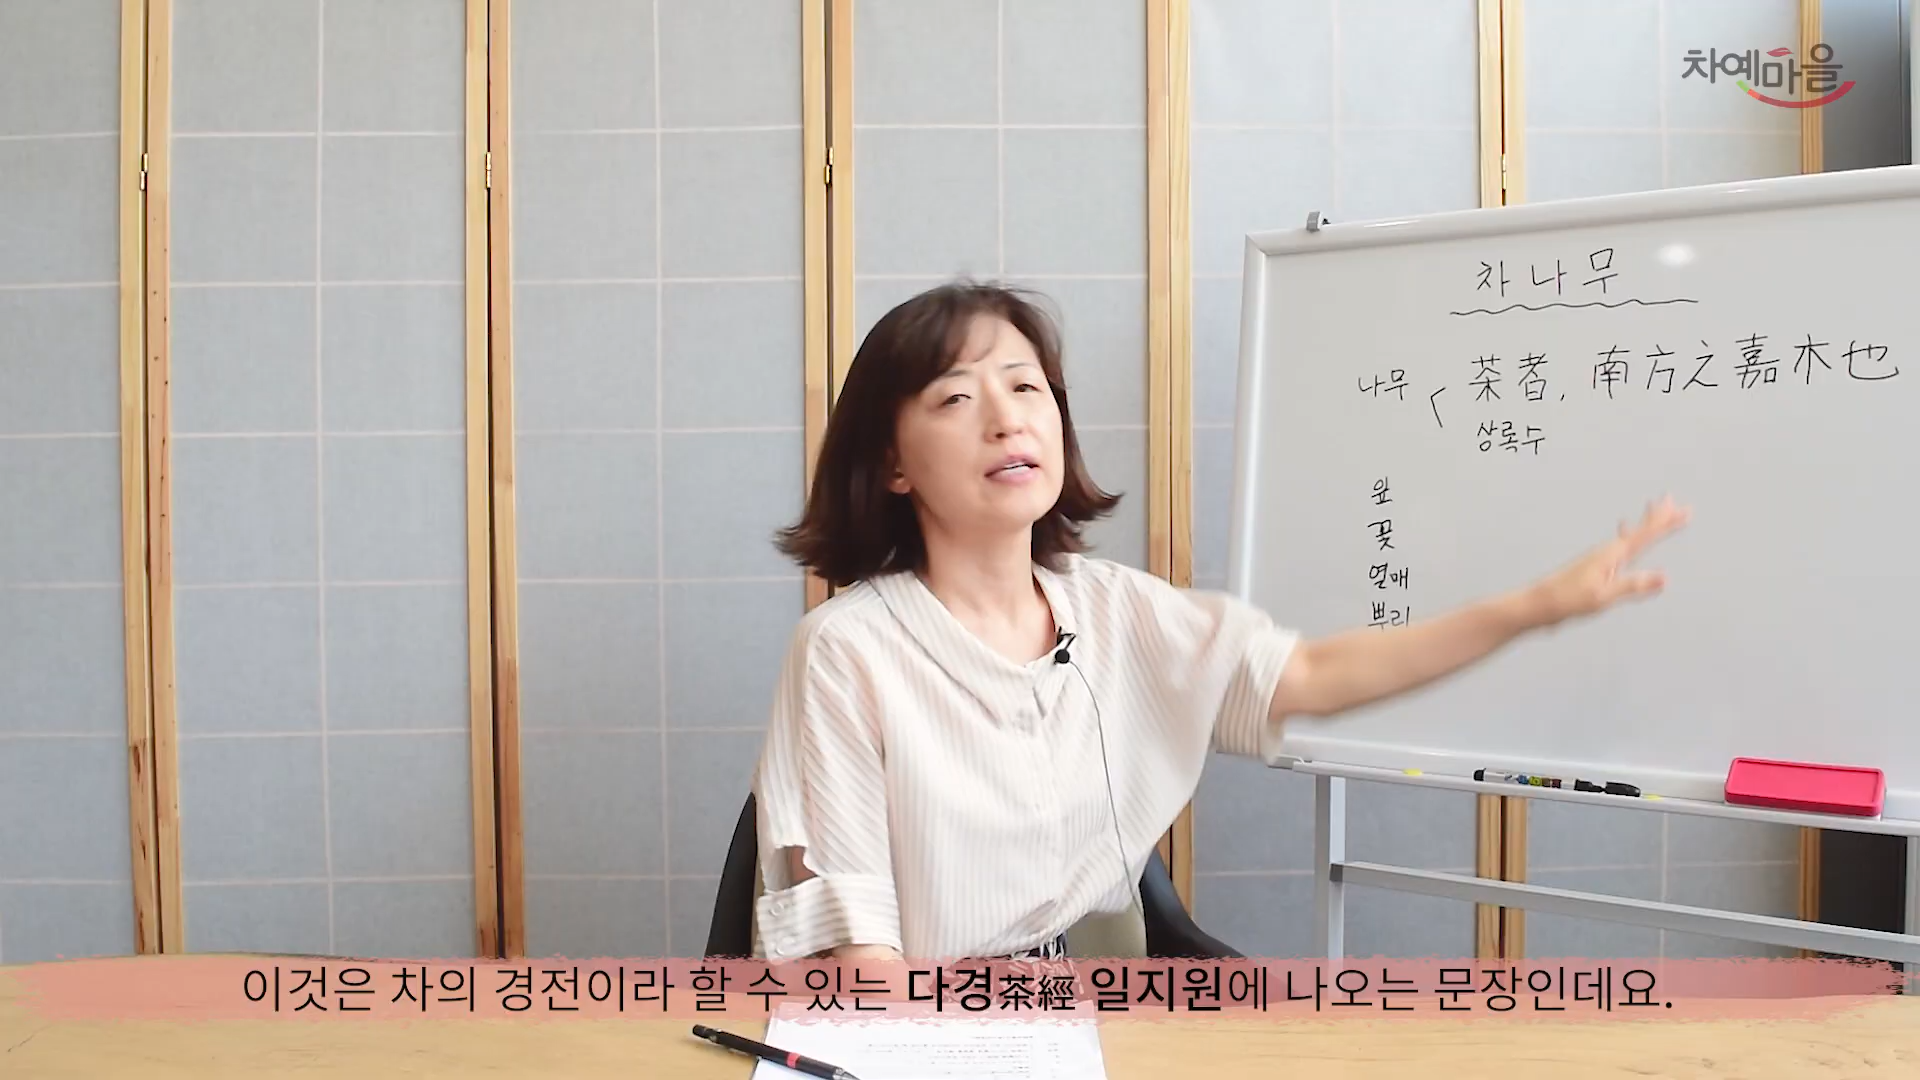 차예마을
차나무
나무 茶者, 南方之嘉木也
상록수
잎
꽃
열매
뿌리
이것은 차의 경전이라 할 수 있는 다경茶經 일지원에 나오는 문장인데요.